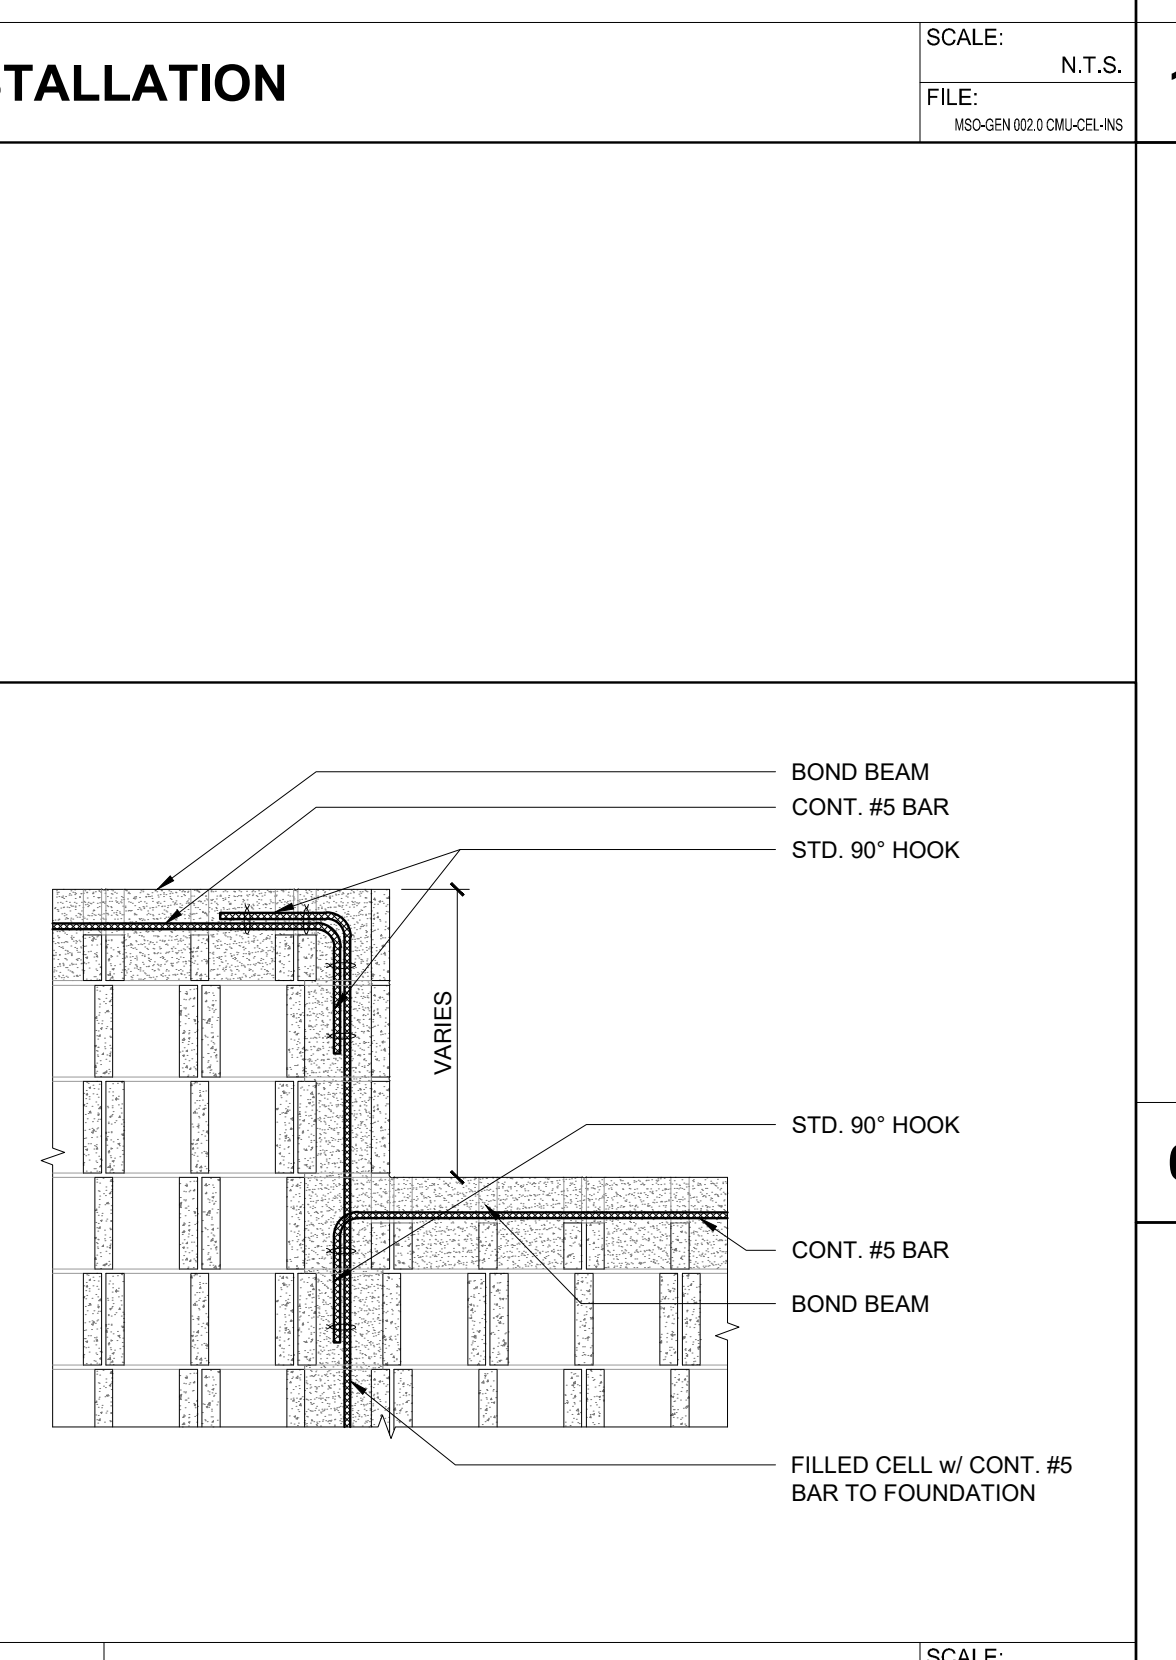 STALLATION
SCALE:
N.T.S.
FILE:
MSO-GEN 002.0 CMU-CEL-INS
BOND BEAM
CONT. #5 BAR
STD. 90° HOOK
VARIES
STD. 90° HOOK
CONT. #5 BAR
BOND BEAM
FILLED CELL w/ CONT. #5
BAR TO FOUNDATION
SCALE: